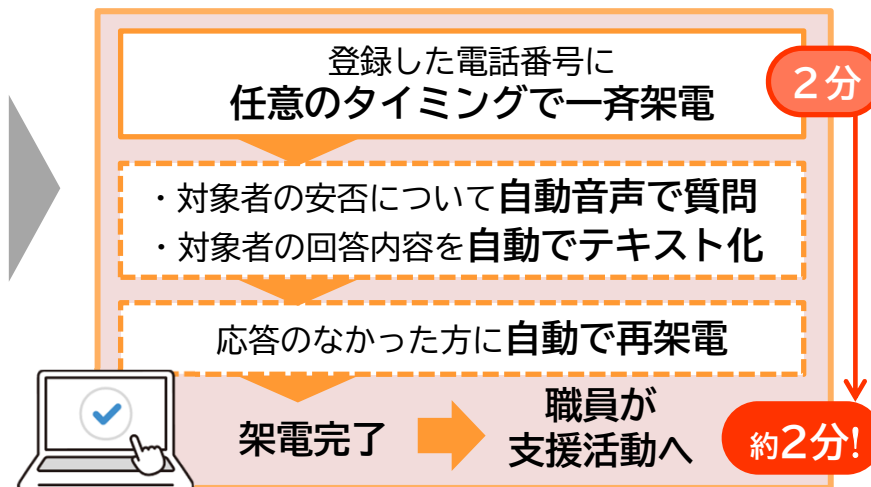 登録した電話番号に
任意のタイミングで一斉架電
2分
・対象者の安否について自動音声で質問
・対象者の回答内容を自動でテキスト化
応答のなかった方に自動で再架電
架電完了
職員が
支援活動へ
約2分!